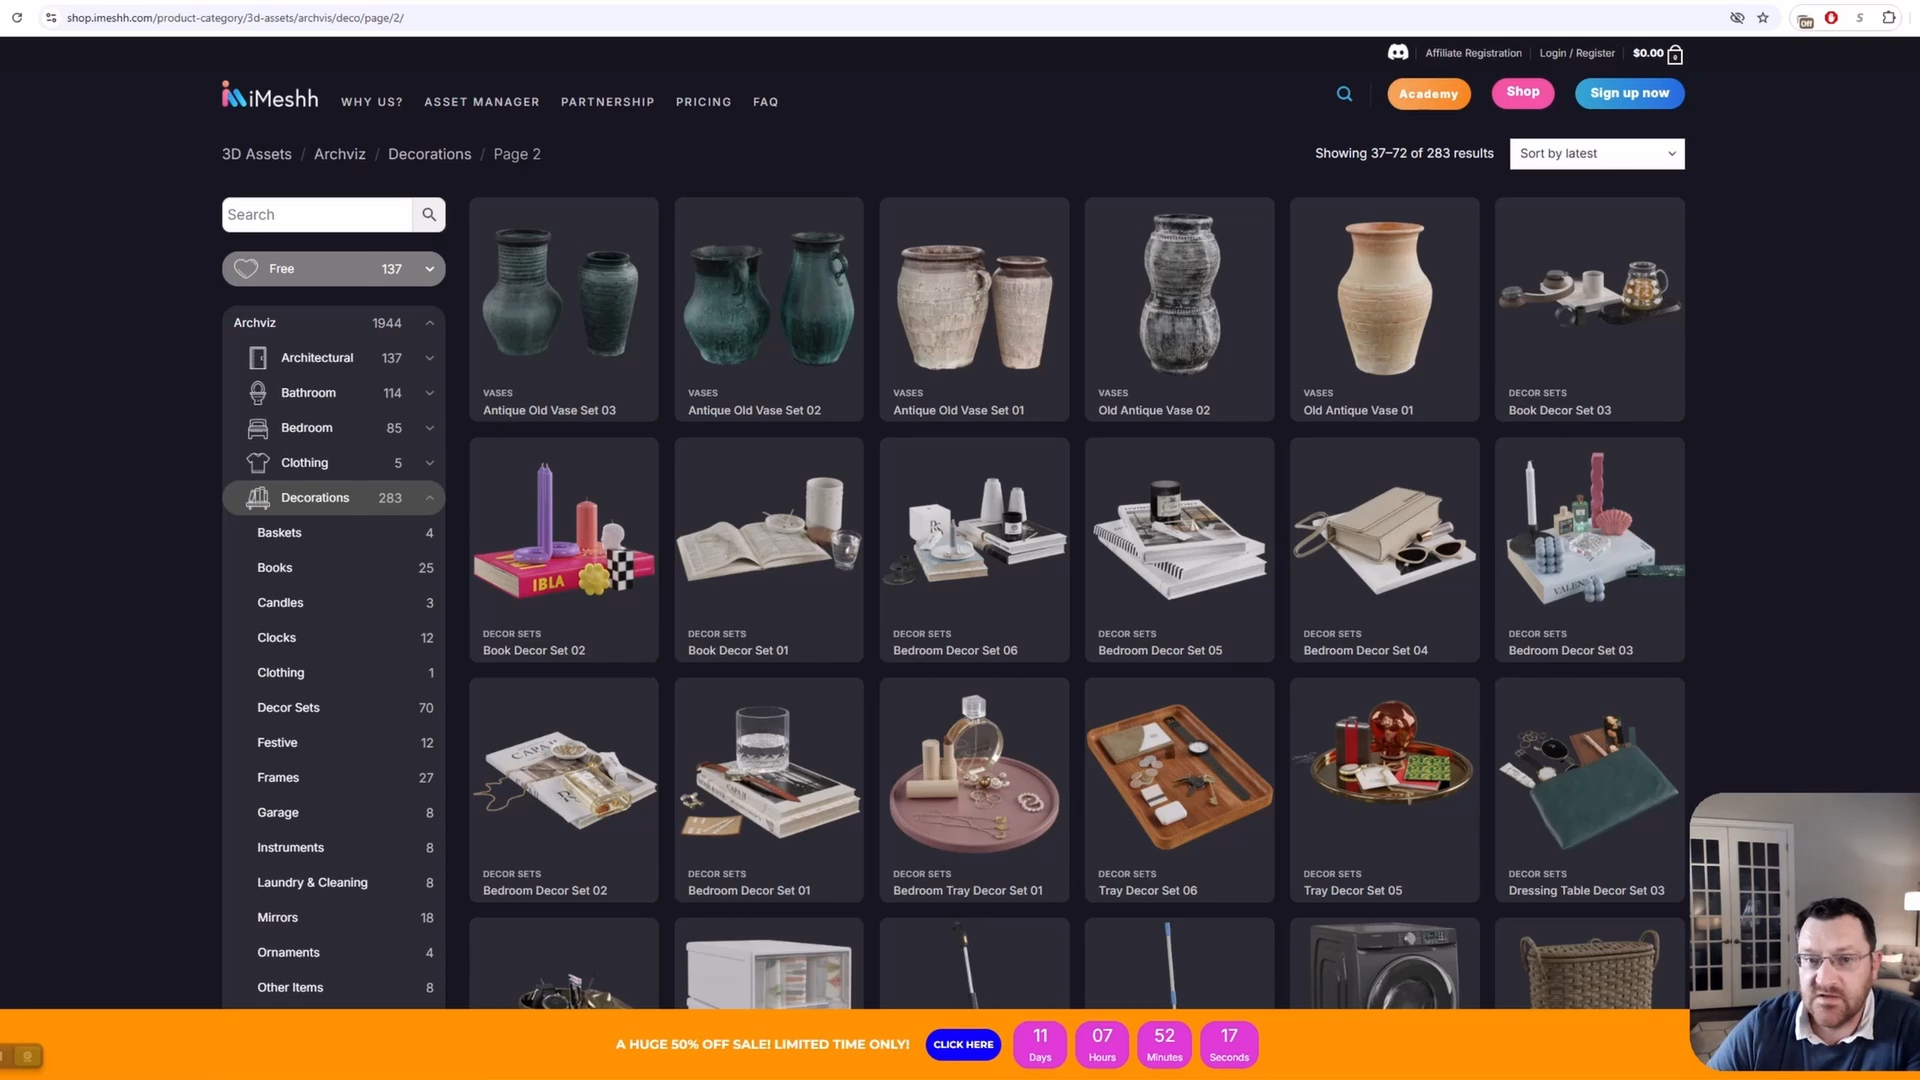 shop.imeshh.com/product-category/3d-assets/archvis/deco/page/2/
Off
S
Affiliate Registration
Login / Register
$0.00
0
iMeshh
WHY US?
ASSET MANAGER
PARTNERSHIP
PRICING
FAQ
Academy
Shop
Sign up now
3D Assets / Archviz / Decorations / Page 2
Showing 37–72 of 283 results
Sort by latest
Search
Free 137
Archviz 1944
Architectural 137
Bathroom 114
Bedroom 85
Clothing 5
Decorations 283
Baskets 4
Books 25
Candles 3
Clocks 12
Clothing 1
Decor Sets 70
Festive 12
Frames 27
Garage 8
Instruments 8
Laundry & Cleaning 8
Mirrors 18
Ornaments 4
Other Items 8
VASES
Antique Old Vase Set 03
VASES
Antique Old Vase Set 02
VASES
Antique Old Vase Set 01
VASES
Old Antique Vase 02
VASES
Old Antique Vase 01
DECOR SETS
Book Decor Set 03
IBLA
DECOR SETS
Book Decor Set 02
DECOR SETS
Book Decor Set 01
DECOR SETS
Bedroom Decor Set 06
DECOR SETS
Bedroom Decor Set 05
DECOR SETS
Bedroom Decor Set 04
VALEN
DECOR SETS
Bedroom Decor Set 03
DECOR SETS
Bedroom Decor Set 02
DECOR SETS
Bedroom Decor Set 01
DECOR SETS
Bedroom Tray Decor Set 01
DECOR SETS
Tray Decor Set 06
DECOR SETS
Tray Decor Set 05
DECOR SETS
Dressing Table Decor Set 03
A HUGE 50% OFF SALE! LIMITED TIME ONLY!
CLICK HERE
11
Days
07
Hours
52
Minutes
17
Seconds